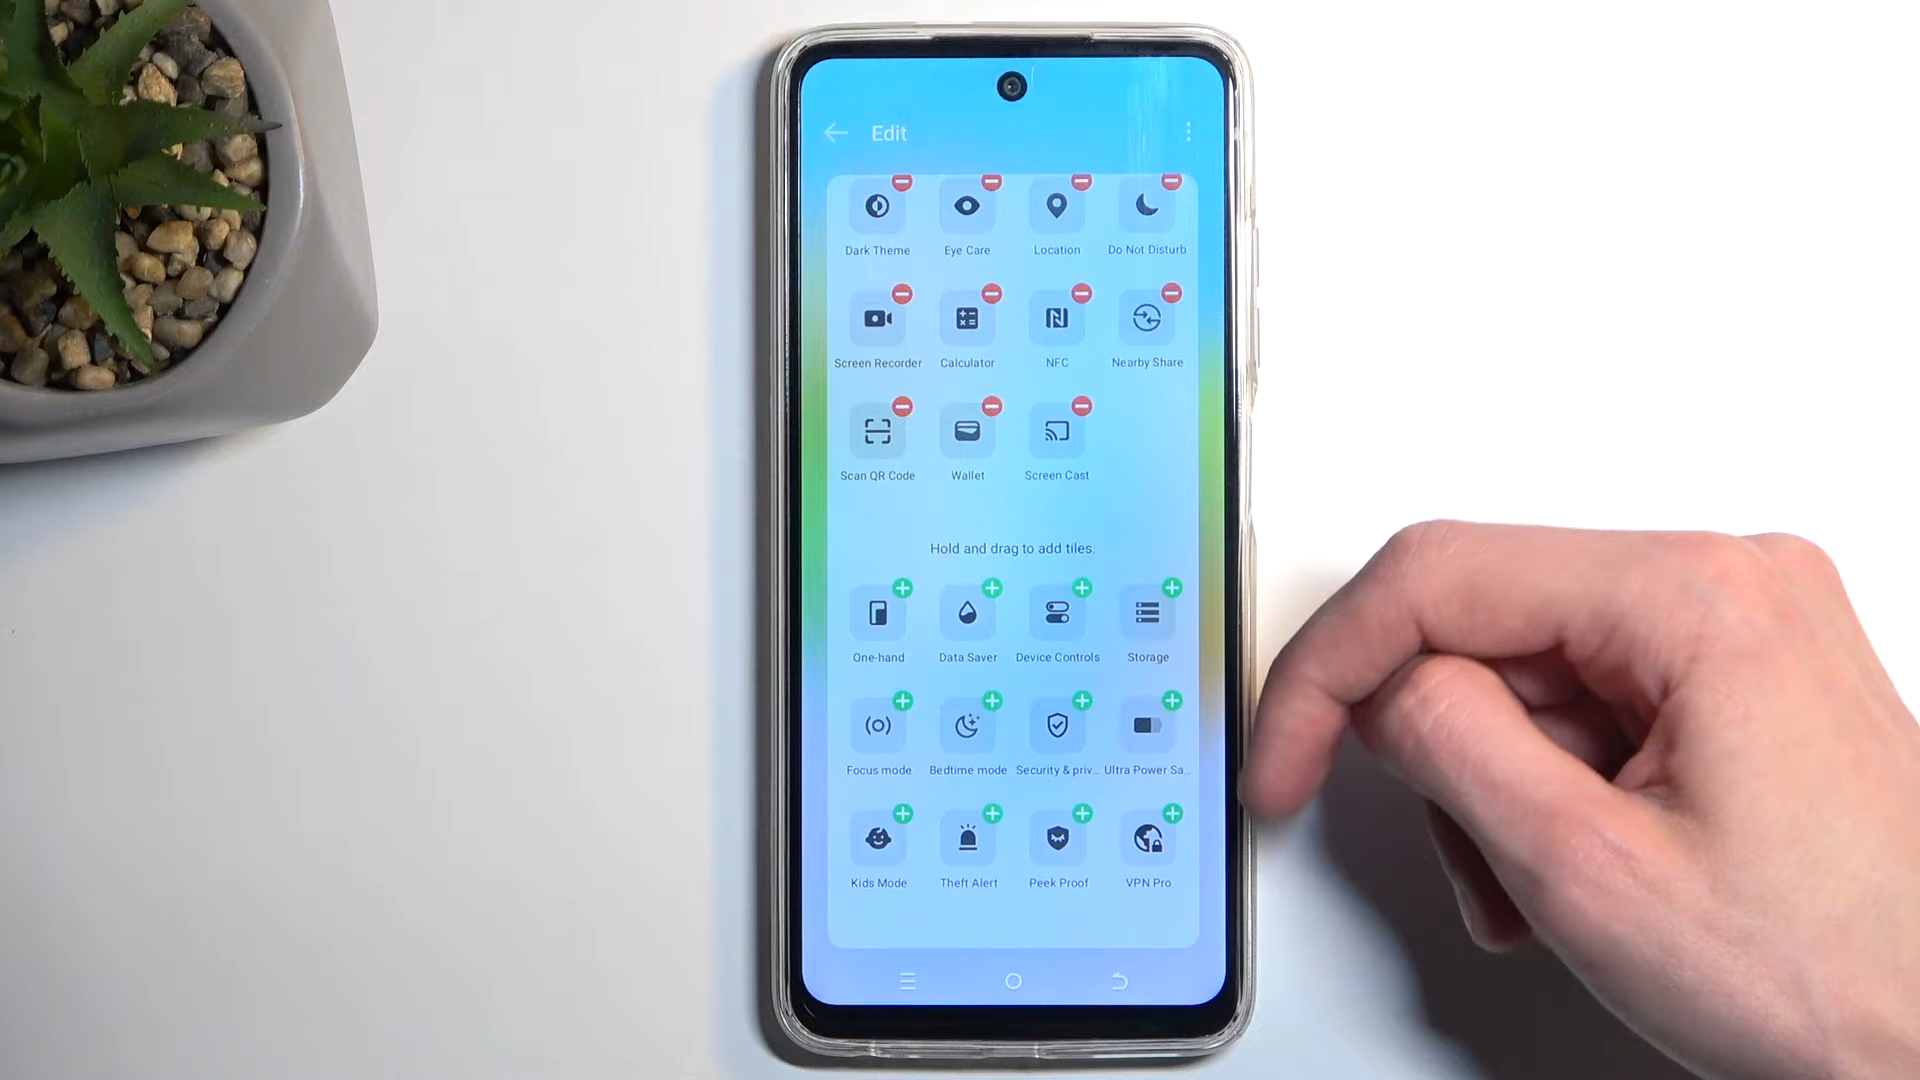 Edit
Dark Theme Eye Care Location Do Not Disturb
Screen Recorder Calculator NFC Nearby Share
Scan QR Code Wallet Screen Cast
Hold and drag to add tiles.
One-hand Data Saver Device Controls Storage
Focus mode Bedtime mode Security & priv... Ultra Power Sa...
Kids Mode Theft Alert Peek Proof VPN Pro